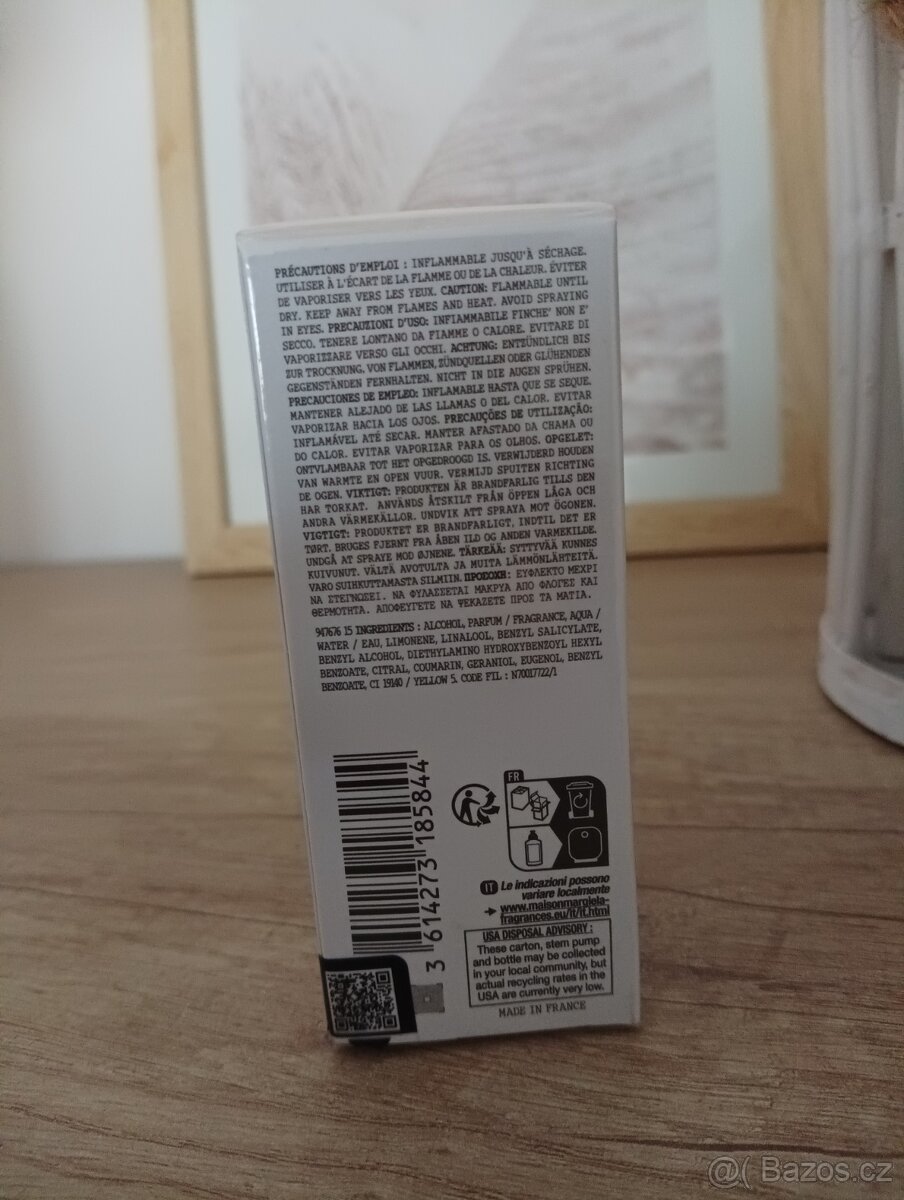 PRÉCAUTIONS D'EMPLOI : INFLAMMABLE JUSQU'À SÉCHAGE.
UTILISER À L'ÉCART DE LA FLAMME OU DE LA CHALEUR. ÉVITER
DE VAPORISER VERS LES YEUX. CAUTION: FLAMMABLE UNTIL
DRY. KEEP AWAY FROM FLAMES AND HEAT. AVOID SPRAYING
IN EYES. PRECAUZIONI D'USO: INFIAMMABILE FINCHE' NON E'
SECCO. TENERE LONTANO DA FIAMME O CALORE. EVITARE DI
VAPORIZZARE VERSO GLI OCCHI. ACHTUNG: ENTZÜNDLICH BIS
ZUR TROCKNUNG. VON FLAMMEN, ZÜNDQUELLEN ODER GLÜHENDEN
GEGENSTÄNDEN FERNHALTEN. NICHT IN DIE AUGEN SPRÜHEN.
PRECAUCIONES DE EMPLEO: INFLAMABLE HASTA QUE SE SEQUE.
MANTENER ALEJADO DE LAS LLAMAS O DEL CALOR. EVITAR
VAPORIZAR HACIA LOS OJOS. PRECAUÇÕES DE UTILIZAÇÃO:
INFLAMÁVEL ATÉ SECAR. MANTER AFASTADO DA CHAMA OU
DO CALOR. EVITAR VAPORIZAR PARA OS OLHOS. OPGELET:
ONTVLAMBAAR TOT HET OPGEDROOGD IS. VERWIJDERD HOUDEN
VAN WARMTE EN OPEN VUUR. VERMIJD SPUITEN RICHTING
DE OGEN. VIKTIGT: PRODUKTEN ÄR BRANDFARLIG TILLS DEN
HAR TORKAT. ANVÄNDS ÅTSKILT FRÅN ÖPPEN LÅGA OCH
ANDRA VÄRMEKÄLLOR. UNDVIK ATT SPRAYA MOT ÖGONEN.
VIGTIGT: PRODUKTET ER BRANDFARLIGT, INDTIL DET ER
TØRT. BRUGES FJERNT FRA ÅBEN ILD OG ANDEN VARMEKILDE.
UNDGÅ AT SPRAYE MOD ØJNENE. TÄRKEÄÄ: SYTTYVÄÄ KUNNES
KUIVUNUT. VÄLTÄ AVOTULTA JA MUITA LÄMMÖNLÄHTEITÄ.
VARO SUIHKUTTAMASTA SILMIIN. ΠΡΟΣΟΧΗ: ΕΥΦΛΕΚΤΟ ΜΕΧΡΙ
ΝΑ ΣΤΕΓΝΩΣΕΙ. ΝΑ ΦΥΛΑΣΣΕΤΑΙ ΜΑΚΡΥΑ ΑΠΟ ΦΛΟΓΕΣ ΚΑΙ
ΘΕΡΜΟΤΗΤΑ. ΑΠΟΦΕΥΓΕΤΕ ΝΑ ΨΕΚΑΖΕΤΕ ΠΡΟΣ ΤΑ ΜΑΤΙΑ.
947676 15 INGREDIENTS : ALCOHOL, PARFUM / FRAGRANCE, AQUA /
WATER / EAU, LIMONENE, LINALOOL, BENZYL SALICYLATE,
BENZYL ALCOHOL, DIETHYLAMINO HYDROXYBENZOYL HEXYL
BENZOATE, CITRAL, COUMARIN, GERANIOL, EUGENOL, BENZYL
BENZOATE, CI 19140 / YELLOW 5. CODE FIL : N70017722/1
3 614273 185844
FR
IT Le indicazioni possono
variare localmente
www.maisonmargiela-
fragrances.eu/it/it.html
USA DISPOSAL ADVISORY :
These carton, stem pump
and bottle may be collected
in your local community, but
actual recycling rates in the
USA are currently very low.
MADE IN FRANCE
@( Bazos.cz